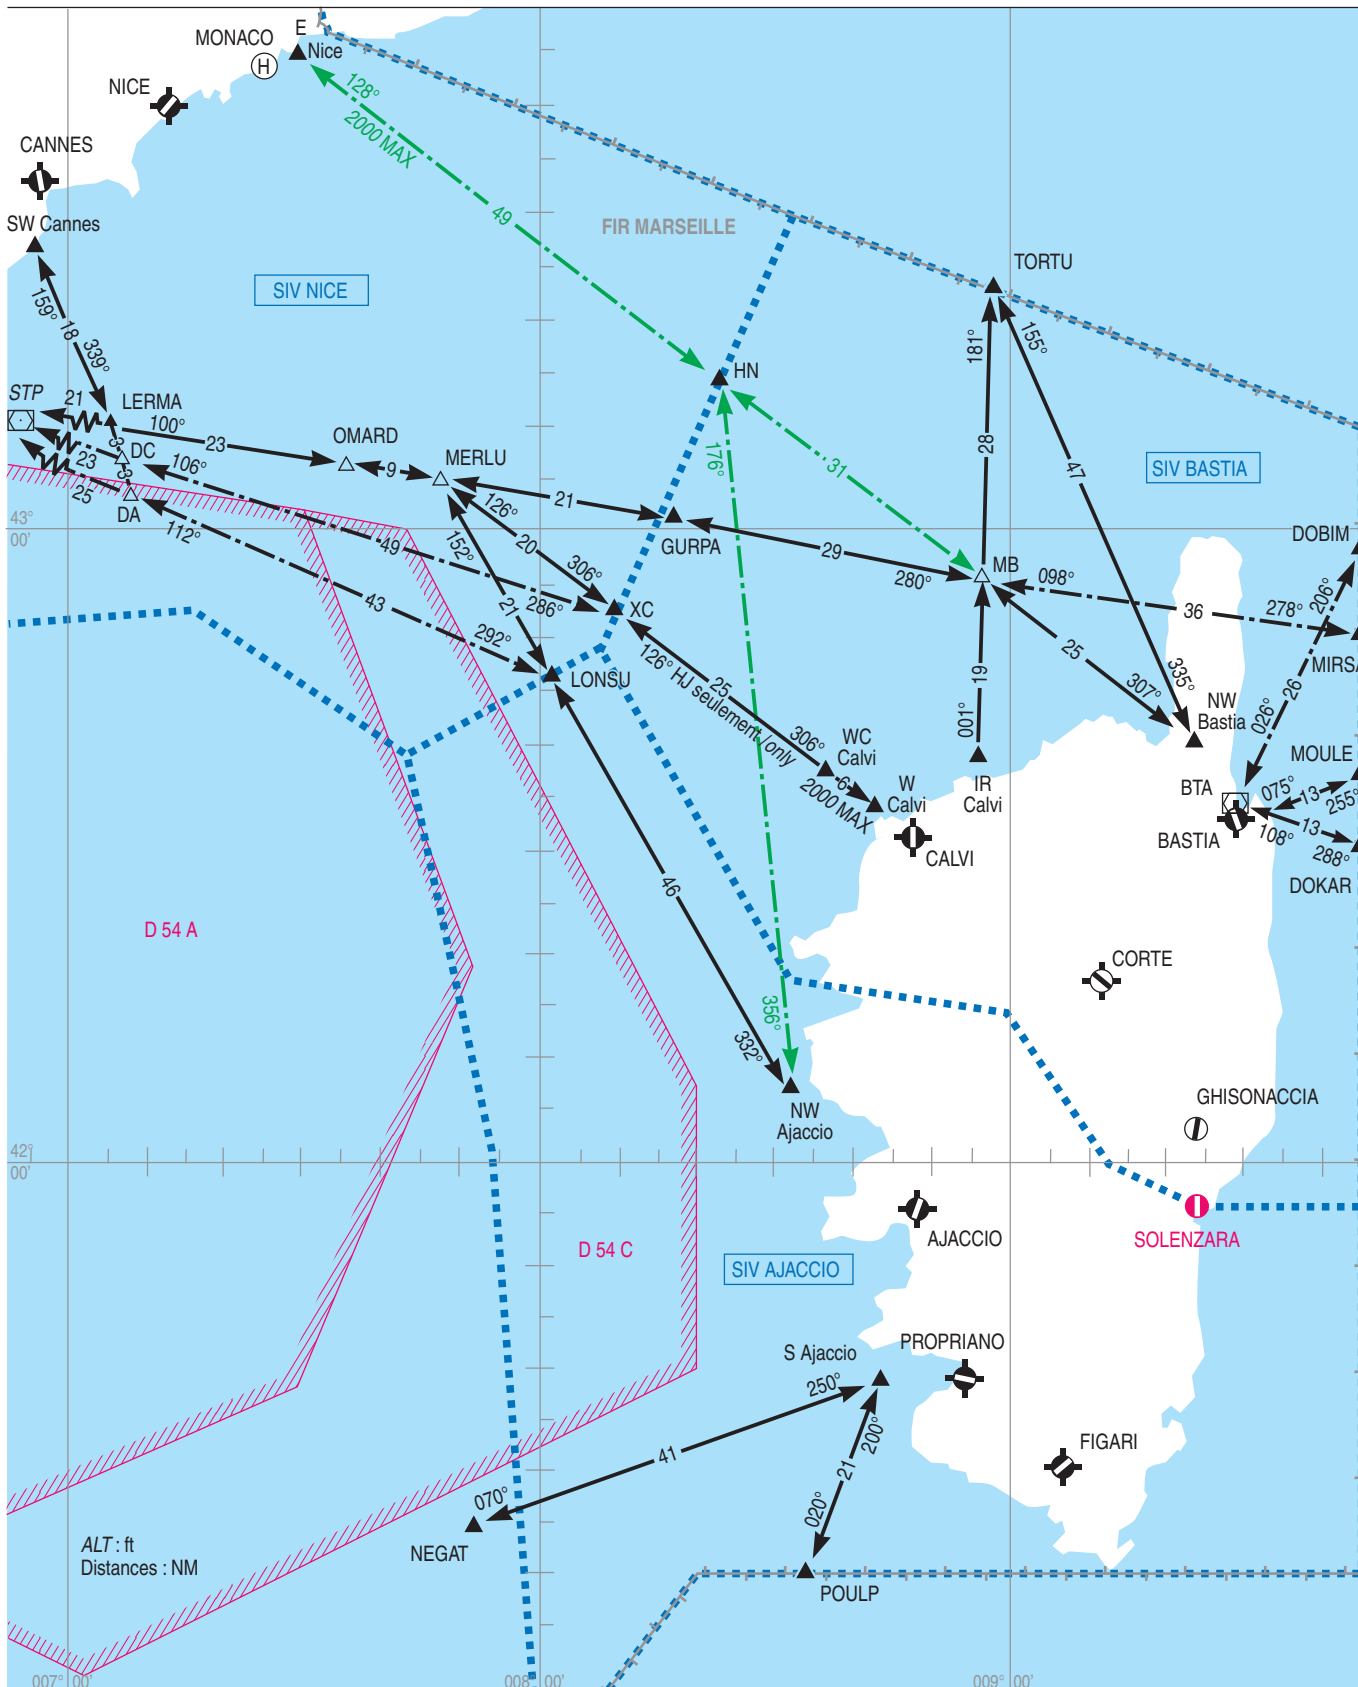 E
MONACO
Nice
H
NICE
128°
2000 MAX
CANNES
SW Cannes
49
FIR MARSEILLE
TORTU
SIV NICE
159°
18
339°
181°
155°
HN
STP
21
LERMA
100°
23
OMARD
9
MERLU
3
DC
106°
23
3
25
DA
112°
176°
31
28
47
SIV BASTIA
126°
20
306°
152°
21
21
GURPA
29
280°
MB
098°
36
278°
DOBIM
43°
00'
49
286°
XC
43
292°
LONSU
206°
26
026°
MIRSA
25
307°
335°
NW
Bastia
19
001°
126°
25
HJ seulement /only
306°
WC
Calvi
6
2000 MAX
W
Calvi
IR
Calvi
CALVI
MOULE
BTA
075°
13
255°
BASTIA
108°
13
288°
DOKAR
46
332°
D 54 A
CORTE
356°
NW
Ajaccio
GHISONACCIA
42°
00'
AJACCIO
SOLENZARA
D 54 C
SIV AJACCIO
S Ajaccio
PROPRIANO
250°
200°
41
21
FIGARI
070°
020°
NEGAT
POULP
ALT : ft
Distances : NM
007° 00'
008° 00'
009° 00'